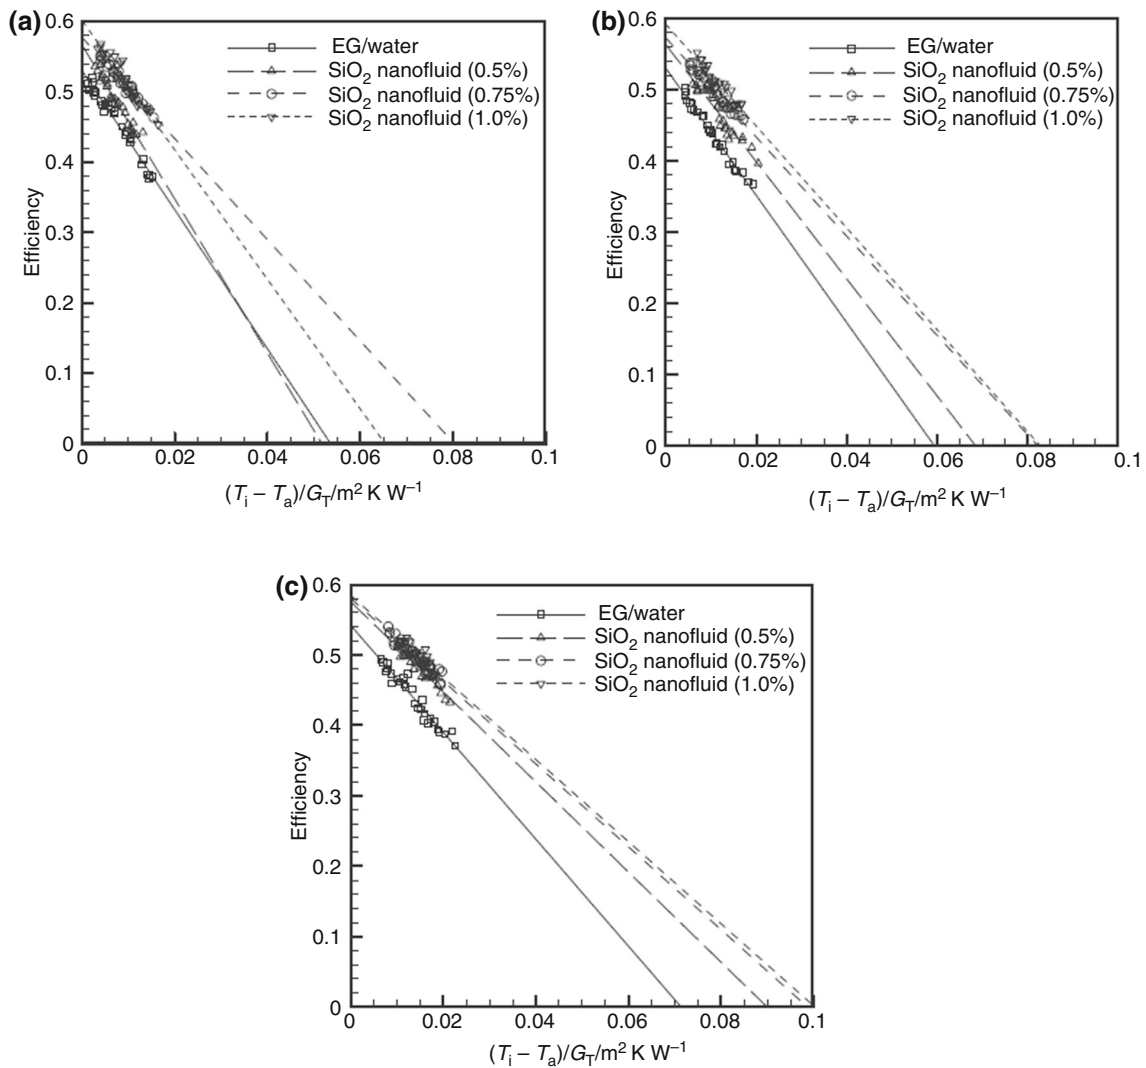 (a)
Efficiency
0.6
0.5
0.4
0.3
0.2
0.1
0
EG/water
SiO2 nanofluid (0.5%)
SiO2 nanofluid (0.75%)
SiO2 nanofluid (1.0%)
0 0.02 0.04 0.06 0.08 0.1
(Ti – Ta)/GT/m² K W⁻¹
(b)
Efficiency
0.6
0.5
0.4
0.3
0.2
0.1
0
EG/water
SiO2 nanofluid (0.5%)
SiO2 nanofluid (0.75%)
SiO2 nanofluid (1.0%)
0 0.02 0.04 0.06 0.08 0.1
(Ti – Ta)/GT/m² K W⁻¹
(c)
Efficiency
0.6
0.5
0.4
0.3
0.2
0.1
0
EG/water
SiO2 nanofluid (0.5%)
SiO2 nanofluid (0.75%)
SiO2 nanofluid (1.0%)
0 0.02 0.04 0.06 0.08 0.1
(Ti – Ta)/GT/m² K W⁻¹